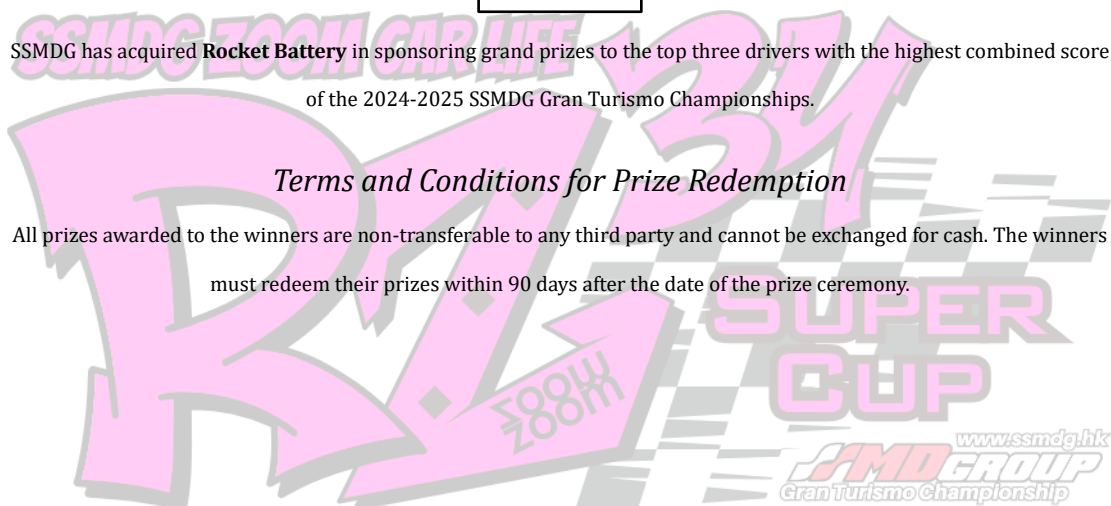 SSMDG ZOOM CAR LIFE
SSMDG has acquired Rocket Battery in sponsoring grand prizes to the top three drivers with the highest combined score
of the 2024-2025 SSMDG Gran Turismo Championships.
34
Terms and Conditions for Prize Redemption
R1
All prizes awarded to the winners are non-transferable to any third party and cannot be exchanged for cash. The winners
must redeem their prizes within 90 days after the date of the prize ceremony.
SUPER
CUP
ZOOM
ZOOM
www.ssmdg.hk
SSMDGROUP
Gran Turismo Championship